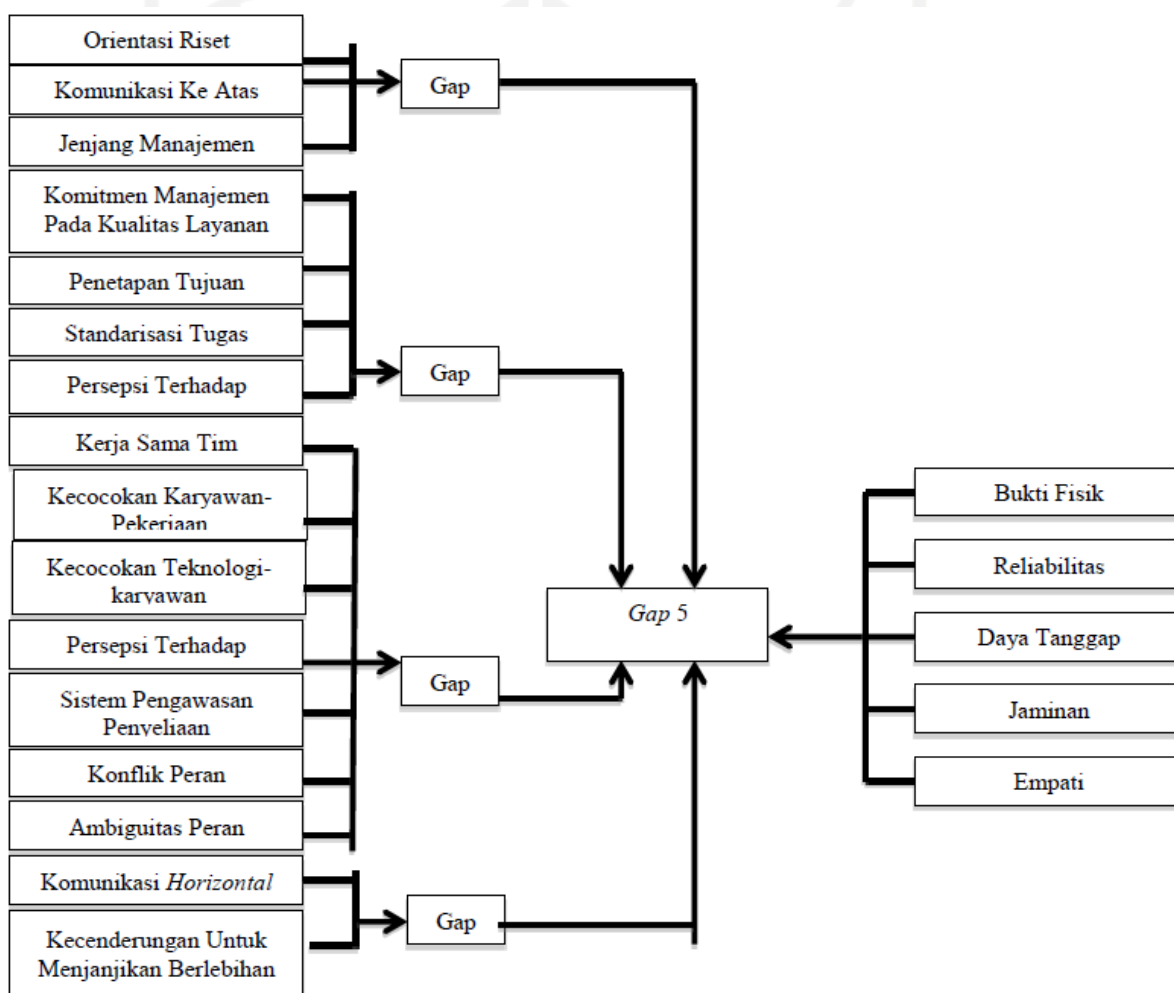 Orientasi Riset
Komunikasi Ke Atas
Jenjang Manajemen
Gap
Komitmen Manajemen
Pada Kualitas Layanan
Penetapan Tujuan
Standarisasi Tugas
Persepsi Terhadap
Gap
Kerja Sama Tim
Kecocokan Karyawan-
Pekerjaan
Kecocokan Teknologi-
karyawan
Persepsi Terhadap
Sistem Pengawasan
Penyeliaan
Konflik Peran
Ambiguitas Peran
Gap
Komunikasi Horizontal
Kecenderungan Untuk
Menjanjikan Berlebihan
Gap
Gap 5
Bukti Fisik
Reliabilitas
Daya Tanggap
Jaminan
Empati